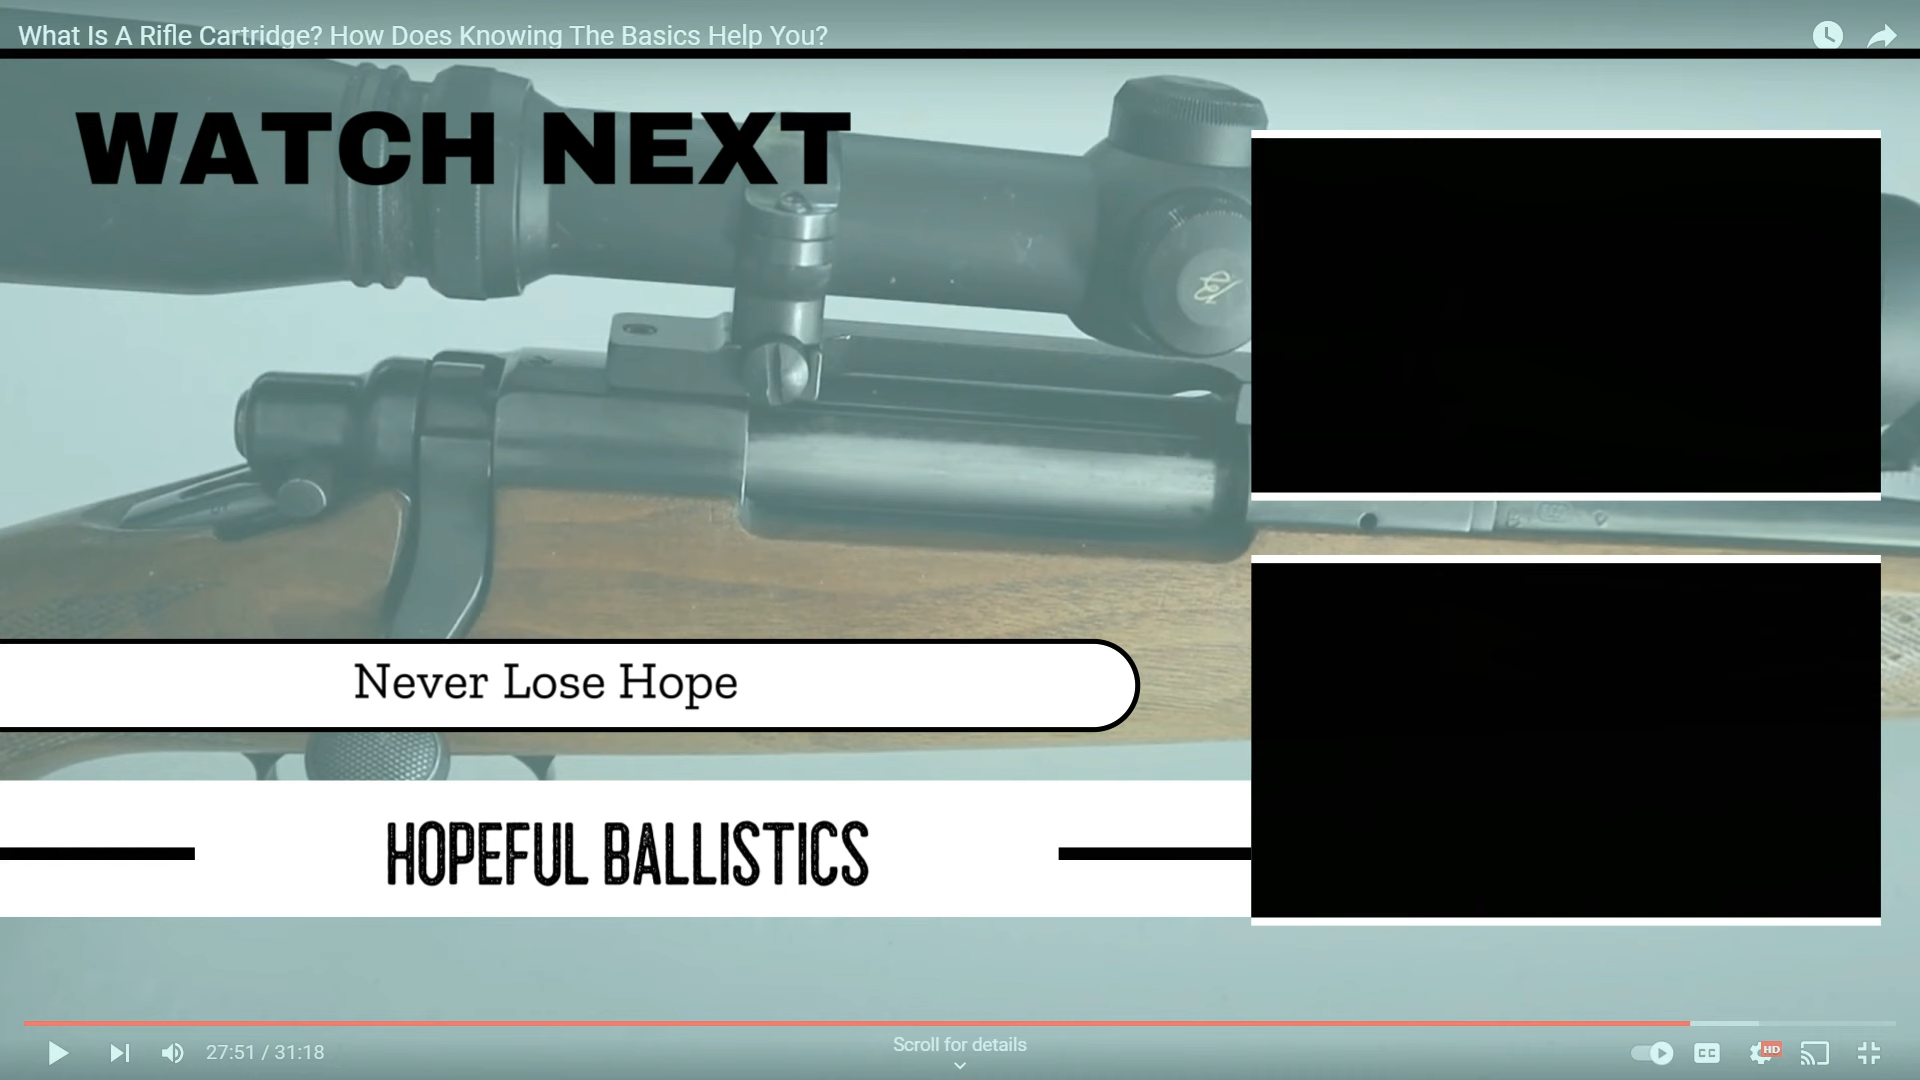 What Is A Rifle Cartridge? How Does Knowing The Basics Help You?
WATCH NEXT
Never Lose Hope
HOPEFUL BALLISTICS
27:51 / 31:18
Scroll for details
CC
HD